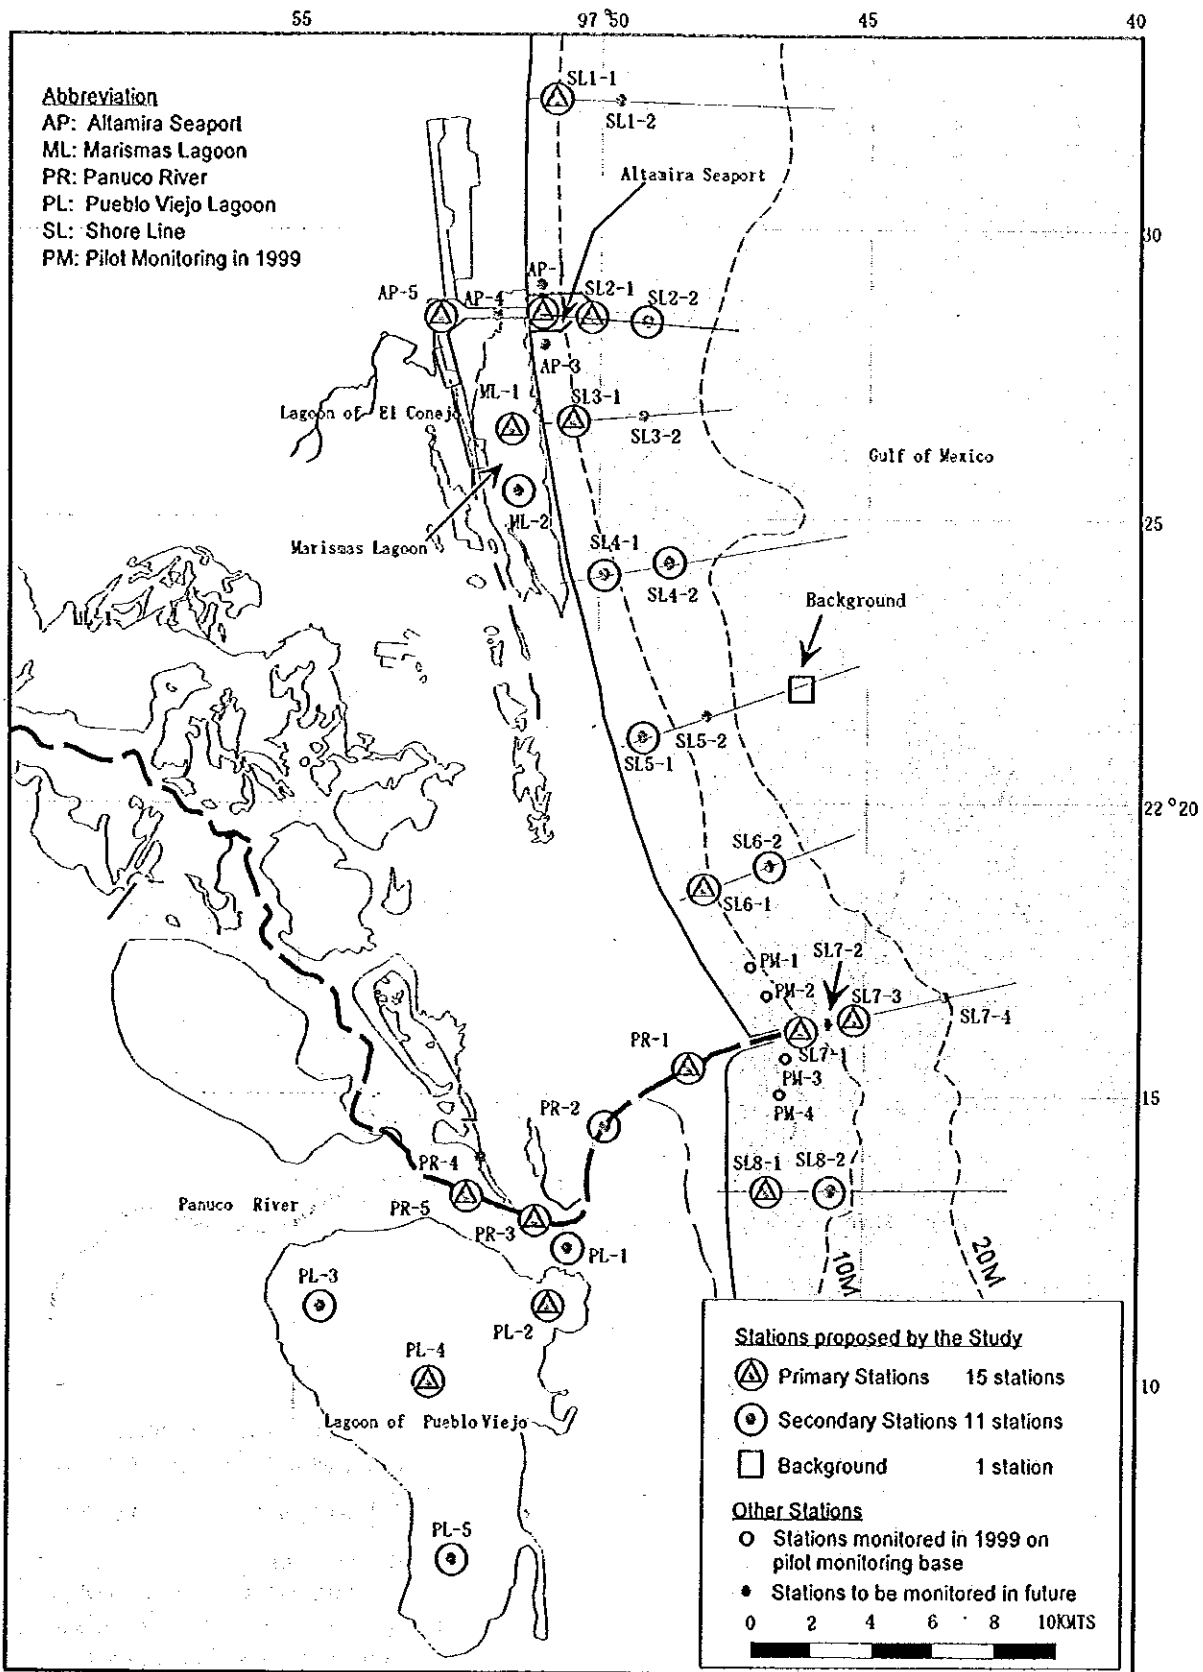 55
97 °50
45
40
Abbreviation
AP: Altamira Seaport
ML: Marismas Lagoon
PR: Panuco River
PL: Pueblo Viejo Lagoon
SL: Shore Line
PM: Pilot Monitoring in 1999
SL1-1
SL1-2
Altamira Seaport
30
AP-
AP-5
AP-4
SL2-1
SL2-2
AP-3
ML-1
SL3-1
Lagoon of El Conejo
SL3-2
Gulf of Mexico
25
ML-2
Marismas Lagoon
SL4-1
SL4-2
Background
SL5-2
SL5-1
22 °20
SL6-2
SL6-1
PM-1
SL7-2
PM-2
SL7-3
SL7-4
PR-1
SL7-1
PM-3
PM-4
15
PR-2
PR-4
SL8-1
SL8-2
Panuco River
PR-5
PR-3
PL-1
10M
20M
PL-3
PL-2
PL-4
10
Lagoon of Pueblo Viejo
PL-5
Stations proposed by the Study
Primary Stations 15 stations
Secondary Stations 11 stations
Background 1 station
Other Stations
Stations monitored in 1999 on
pilot monitoring base
Stations to be monitored in future
0 2 4 6 8 10KMTS